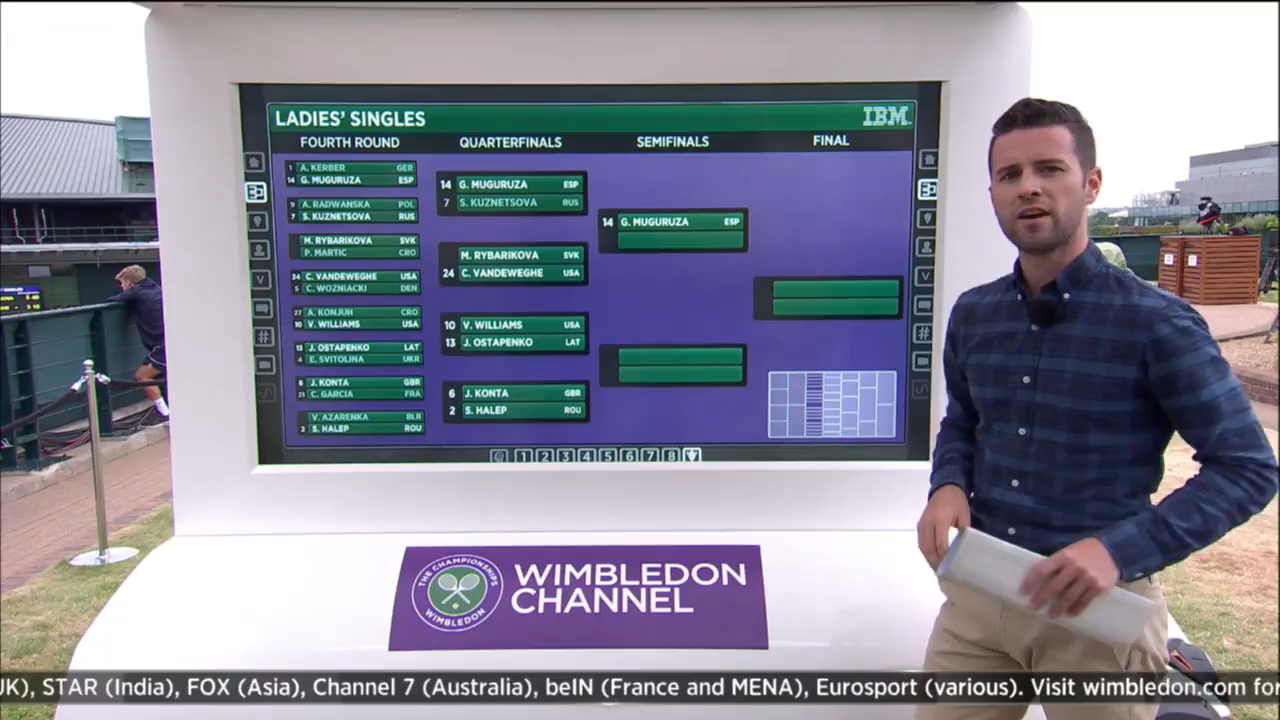 LADIES' SINGLES
IBM
FOURTH ROUND
QUARTERFINALS
SEMIFINALS
FINAL
1 A. KERBER GER
14 G. MUGURUZA ESP
9 A. RADWANSKA POL
7 S. KUZNETSOVA RUS
M. RYBARIKOVA SVK
P. MARTIC CRO
24 C. VANDEWEGHE USA
5 C. WOZNIACKI DEN
27 A. KONJUH CRO
10 V. WILLIAMS USA
13 J. OSTAPENKO LAT
4 E. SVITOLINA UKR
6 J. KONTA GBR
21 C. GARCIA FRA
V. AZARENKA BLR
2 S. HALEP ROU
14 G. MUGURUZA ESP
7 S. KUZNETSOVA RUS
M. RYBARIKOVA SVK
24 C. VANDEWEGHE USA
10 V. WILLIAMS USA
13 J. OSTAPENKO LAT
6 J. KONTA GBR
2 S. HALEP ROU
14 G. MUGURUZA ESP
1 2 3 4 5 6 7 8
THE CHAMPIONSHIPS
WIMBLEDON
WIMBLEDON
CHANNEL
UK), STAR (India), FOX (Asia), Channel 7 (Australia), beIN (France and MENA), Eurosport (various). Visit wimbledon.com for